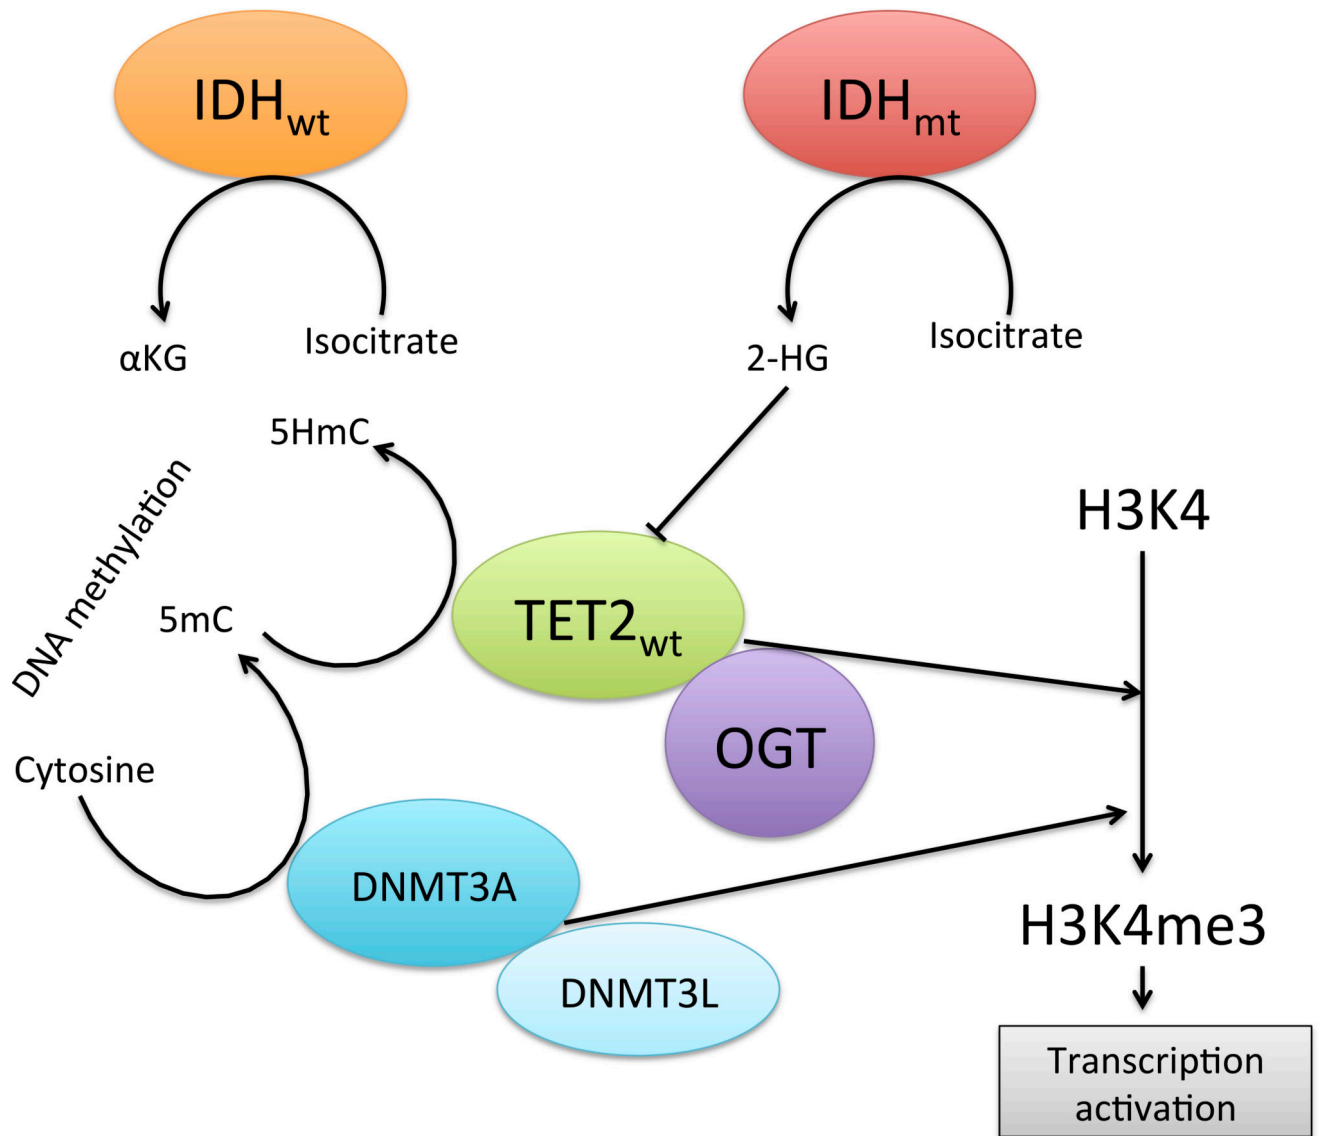 IDHwt
IDHmt
αKG
Isocitrate
2-HG
Isocitrate
5HmC
DNA methylation
H3K4
5mC
TET2wt
OGT
Cytosine
DNMT3A
H3K4me3
DNMT3L
Transcription
activation